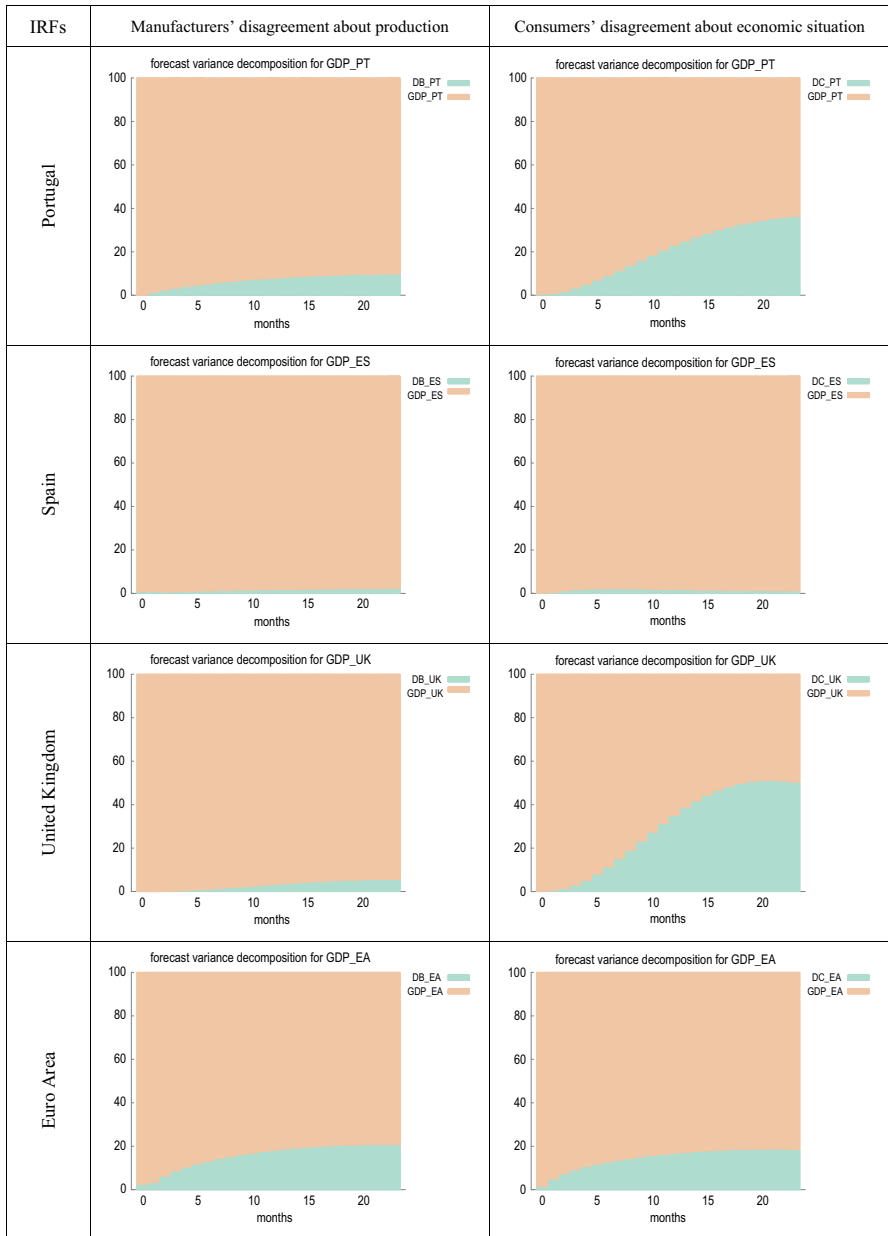 IRFs
Manufacturers’ disagreement about production
Consumers’ disagreement about economic situation
Portugal
forecast variance decomposition for GDP_PT
DB_PT
GDP_PT
100
80
60
40
20
0
0 5 10 15 20
months
forecast variance decomposition for GDP_PT
DC_PT
GDP_PT
100
80
60
40
20
0
0 5 10 15 20
months
Spain
forecast variance decomposition for GDP_ES
DB_ES
GDP_ES
100
80
60
40
20
0
0 5 10 15 20
months
forecast variance decomposition for GDP_ES
DC_ES
GDP_ES
100
80
60
40
20
0
0 5 10 15 20
months
United Kingdom
forecast variance decomposition for GDP_UK
DB_UK
GDP_UK
100
80
60
40
20
0
0 5 10 15 20
months
forecast variance decomposition for GDP_UK
DC_UK
GDP_UK
100
80
60
40
20
0
0 5 10 15 20
months
Euro Area
forecast variance decomposition for GDP_EA
DB_EA
GDP_EA
100
80
60
40
20
0
0 5 10 15 20
months
forecast variance decomposition for GDP_EA
DC_EA
GDP_EA
100
80
60
40
20
0
0 5 10 15 20
months